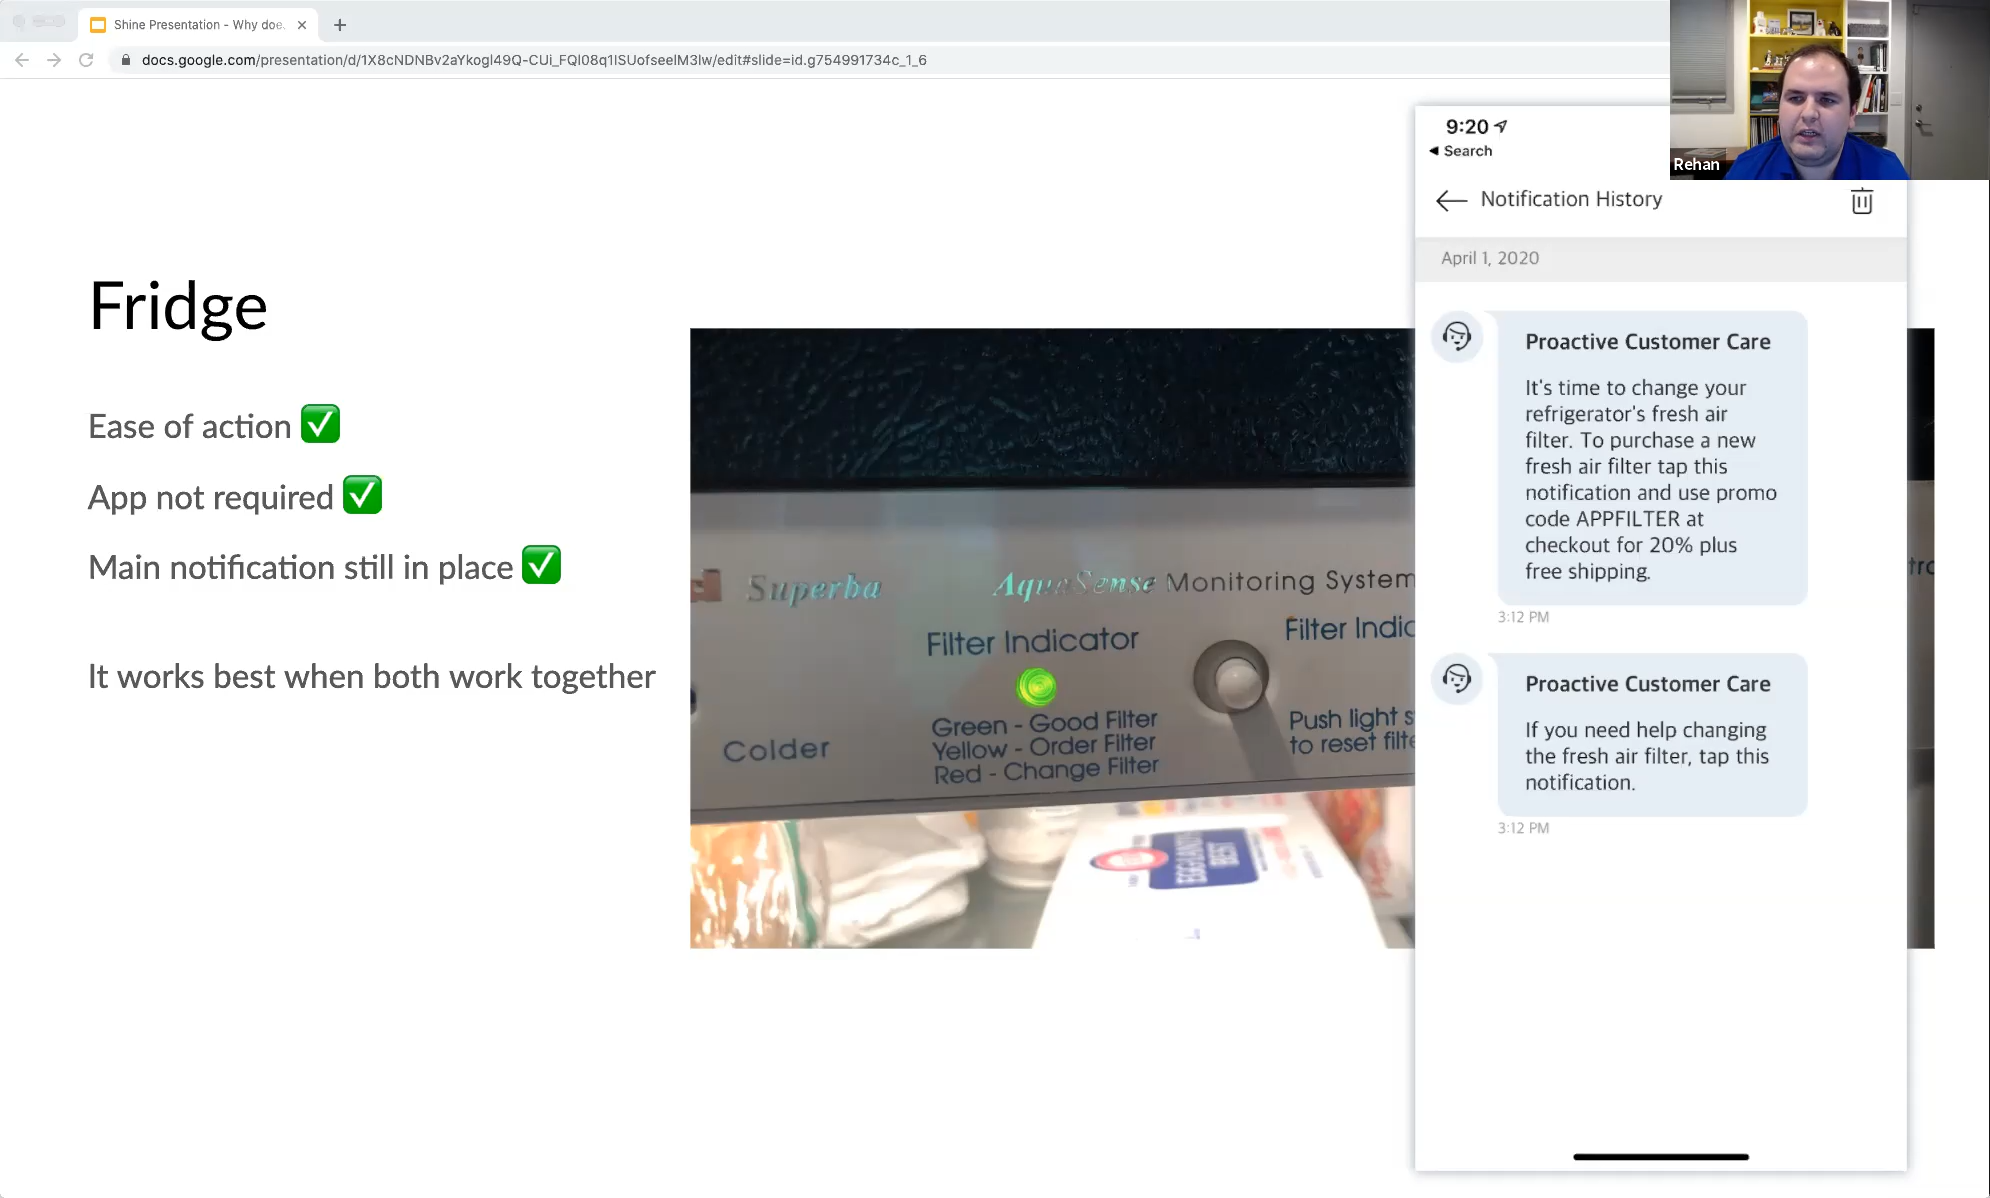 Shine Presentation - Why doe
docs.google.com/presentation/d/1X8cNDNBv2aYkogl49Q-CUi_FQl08q1lSUofseelM3lw/edit#slide=id.g754991734c_1_6
Rehan
Fridge
Ease of action ✅
App not required ✅
Main notification still in place ✅
It works best when both work together
Superba
AquaSense Monitoring System
Filter Indicator
Filter Indic
Green - Good Filter
Yellow - Order Filter
Red - Change Filter
Push light s
to reset filte
Colder
EGGLAND'S
BEST
9:20
Search
Notification History
April 1, 2020
Proactive Customer Care
It's time to change your
refrigerator's fresh air
filter. To purchase a new
fresh air filter tap this
notification and use promo
code APPFILTER at
checkout for 20% plus
free shipping.
3:12 PM
Proactive Customer Care
If you need help changing
the fresh air filter, tap this
notification.
3:12 PM